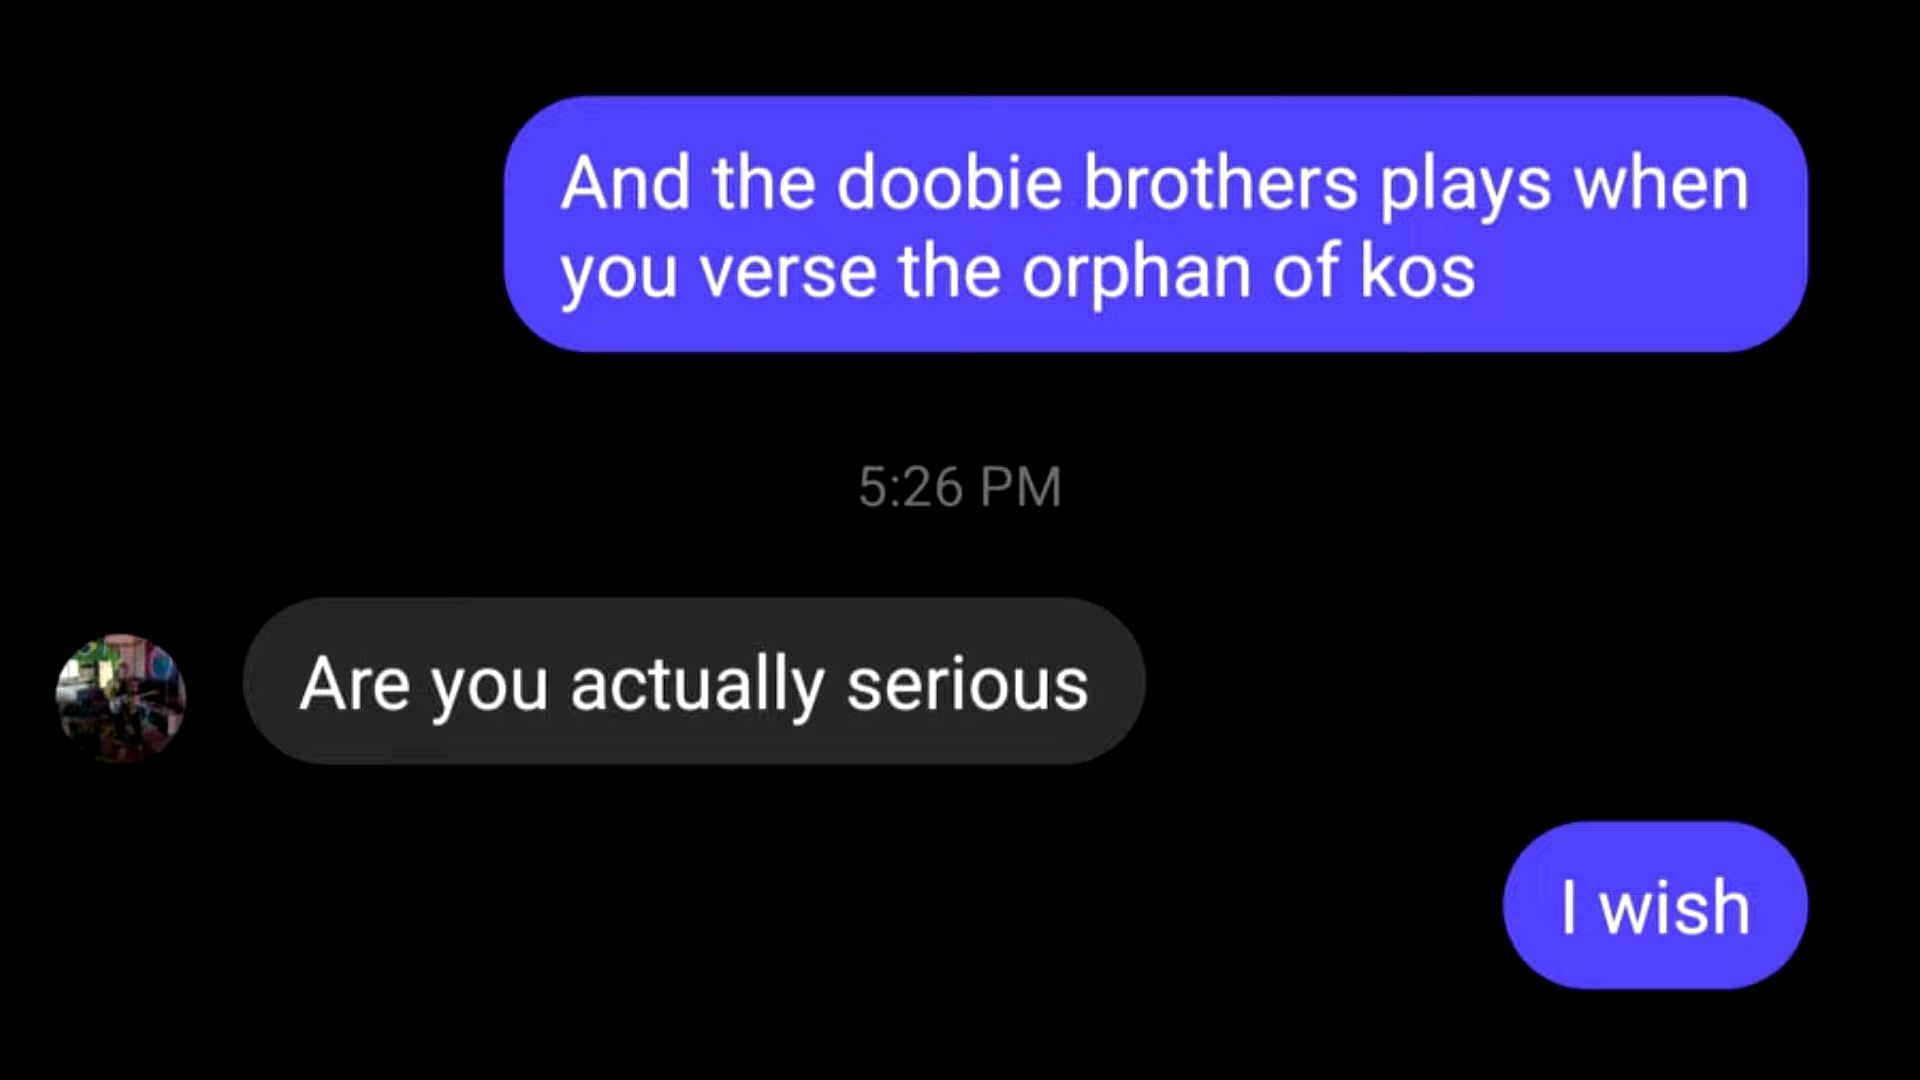 And the doobie brothers plays when
you verse the orphan of kos
5:26 PM
Are you actually serious
I wish